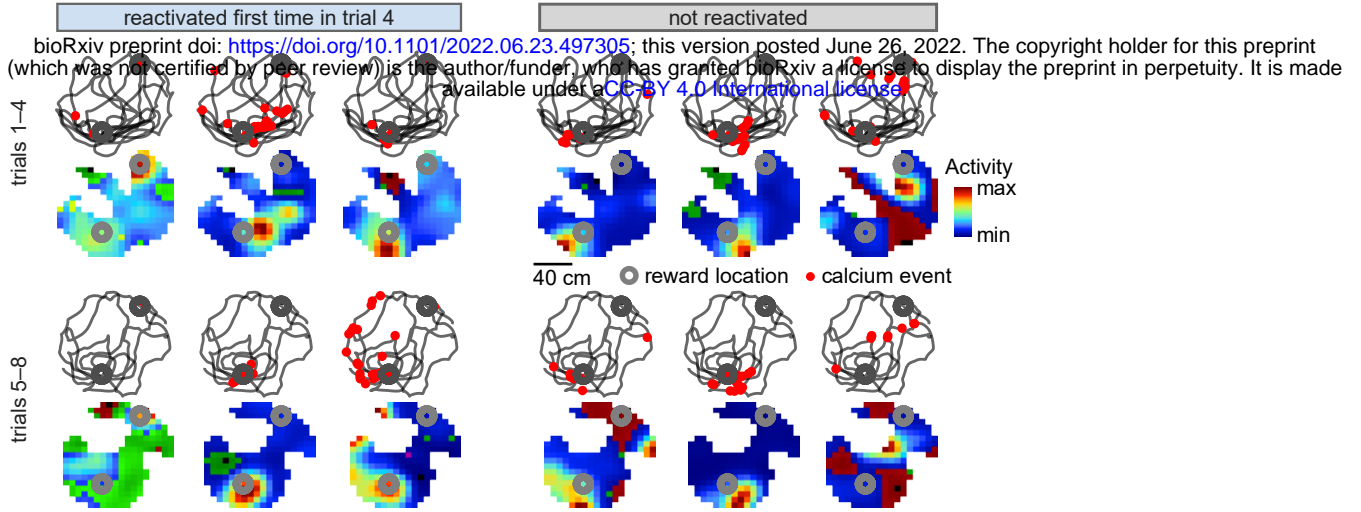 reactivated first time in trial 4
not reactivated
bioRxiv preprint doi: https://doi.org/10.1101/2022.06.23.497305; this version posted June 26, 2022. The copyright holder for this preprint
(which was not certified by peer review) is the author/funder, who has granted bioRxiv a license to display the preprint in perpetuity. It is made
available under aCC-BY 4.0 International license.
trials 1–4
Activity
max
min
40 cm
reward location
calcium event
trials 5–8